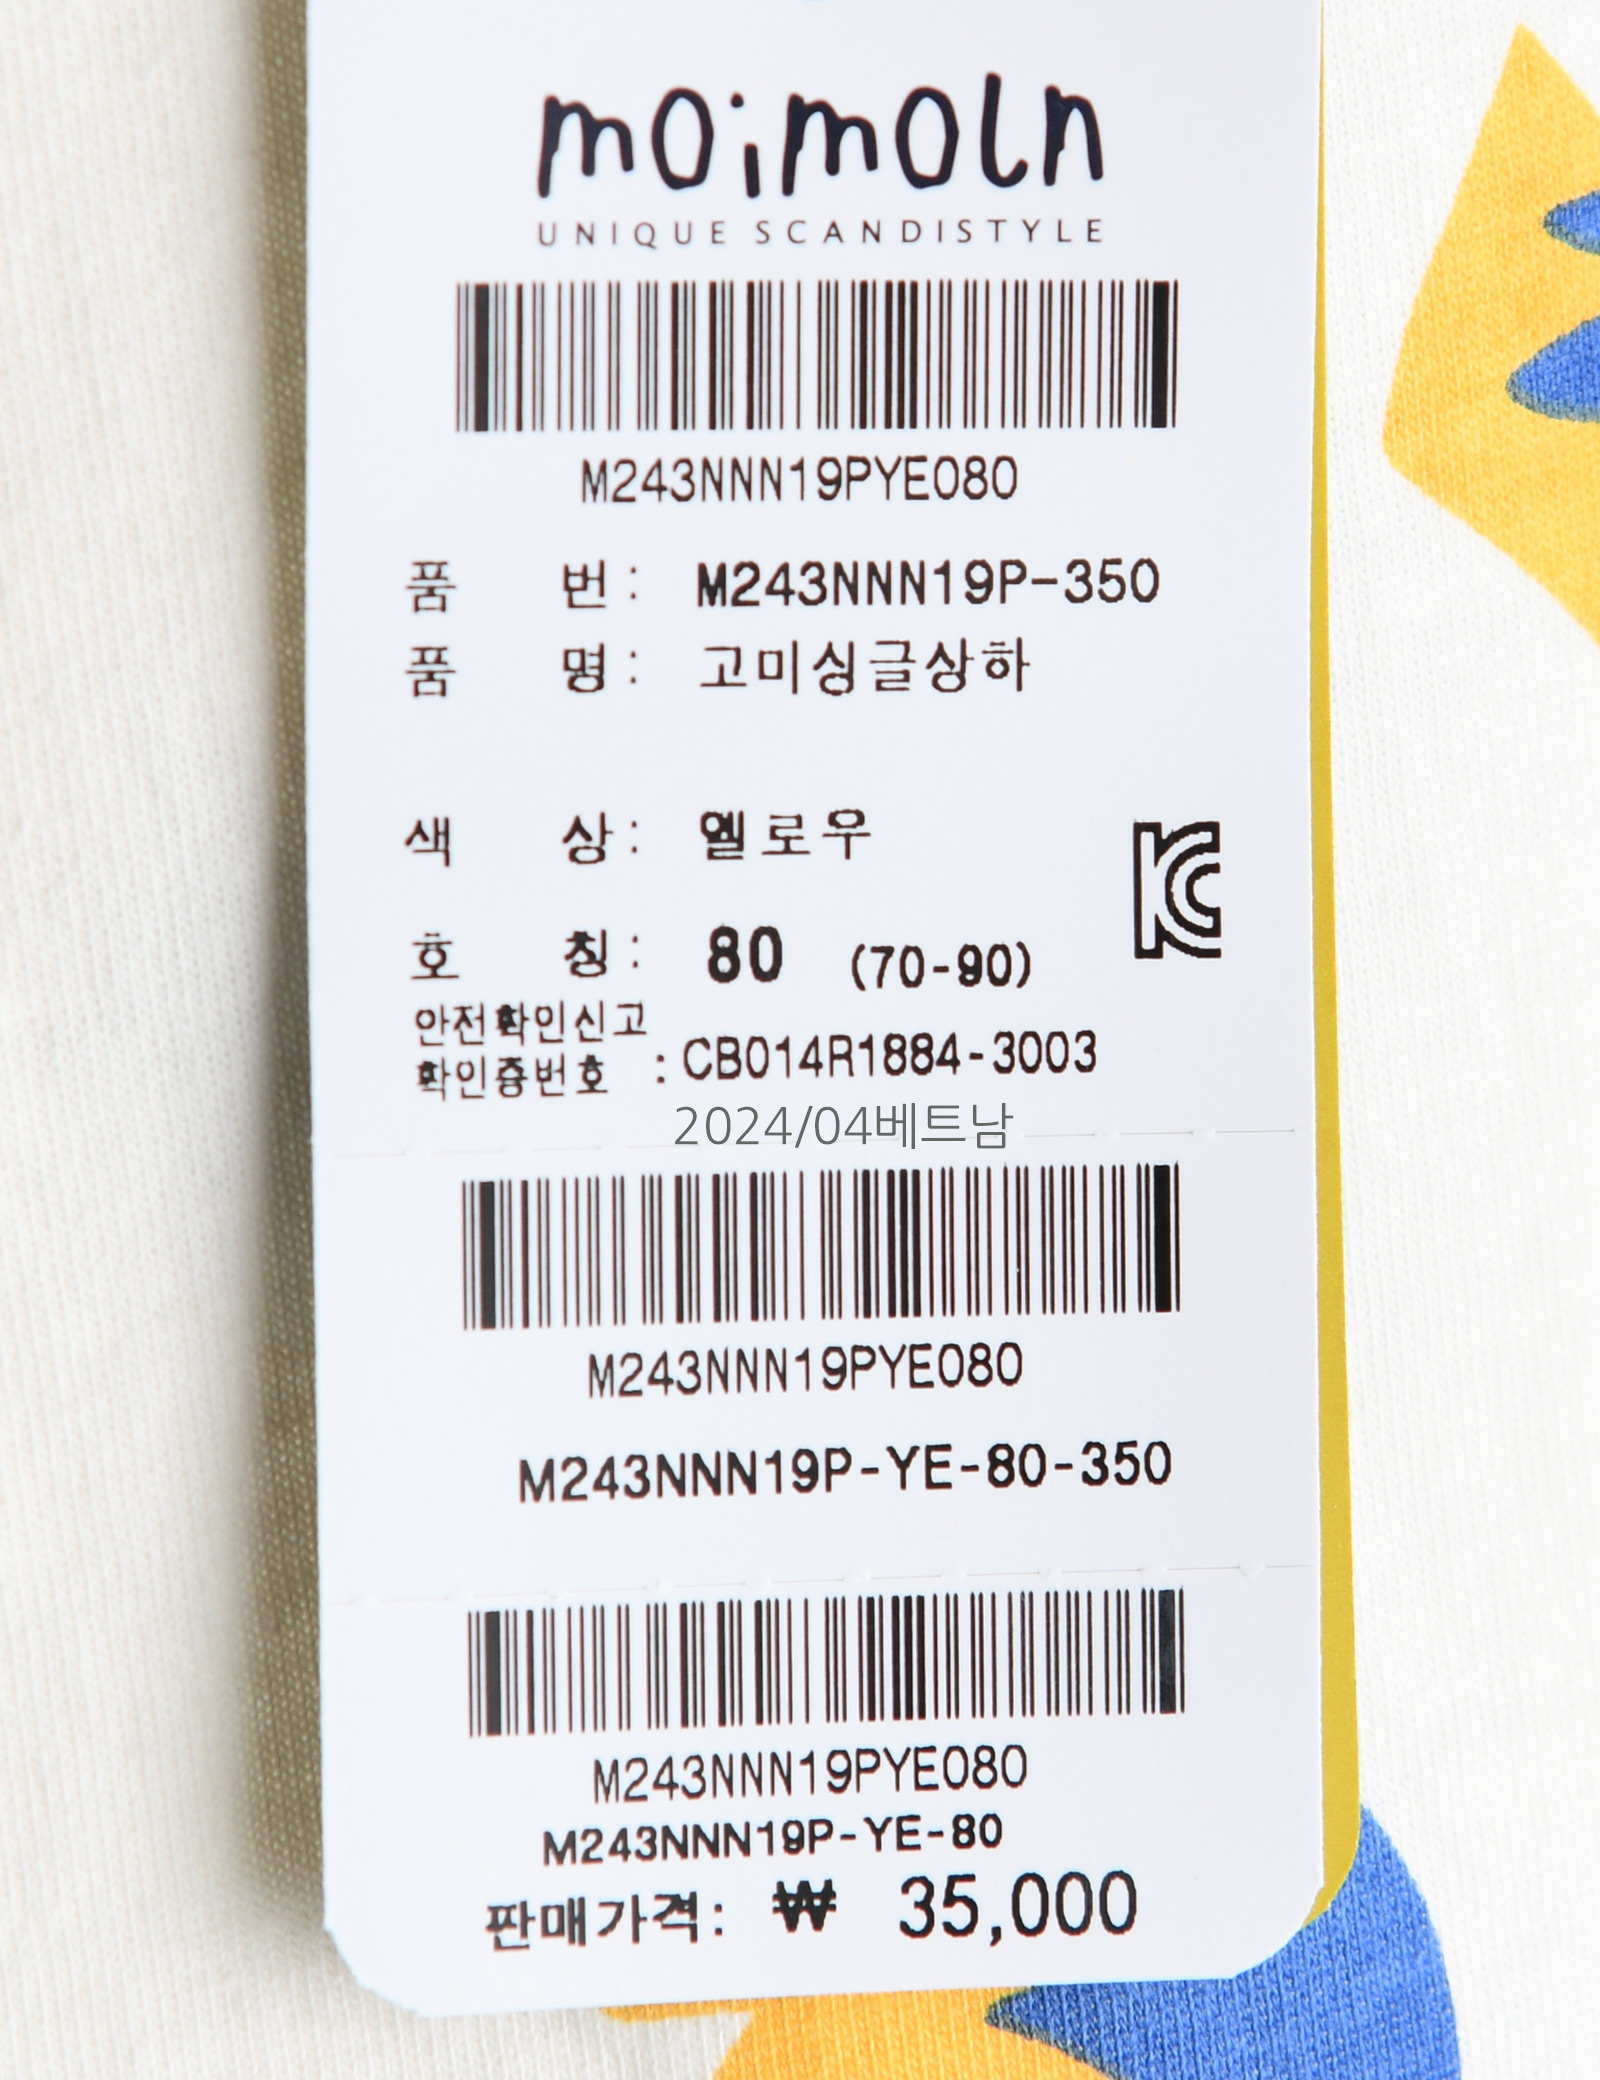 moimoln
UNIQUE SCANDISTYLE
M243NNN19PYE080
품 번 : M243NNN19P-350
품 명 : 고미싱글상하
색 상 : 옐로우
호 칭 : 80 (70-90)
안전확인신고
확인증번호 : CB014R1884-3003
2024/04베트남
M243NNN19PYE080
M243NNN19P-YE-80-350
M243NNN19PYE080
M243NNN19P-YE-80
판매가격: ₩ 35,000